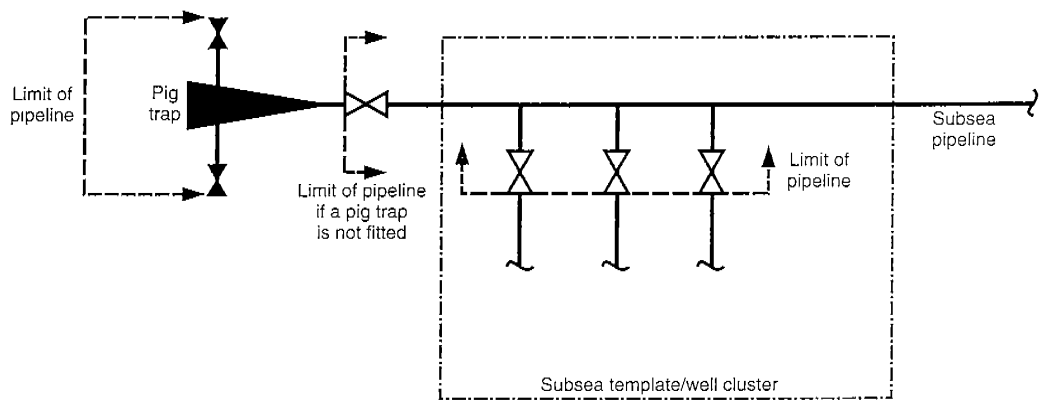 Limit of
pipeline
Pig
trap
Limit of pipeline
if a pig trap
is not fitted
Limit of
pipeline
Subsea
pipeline
Subsea template/well cluster